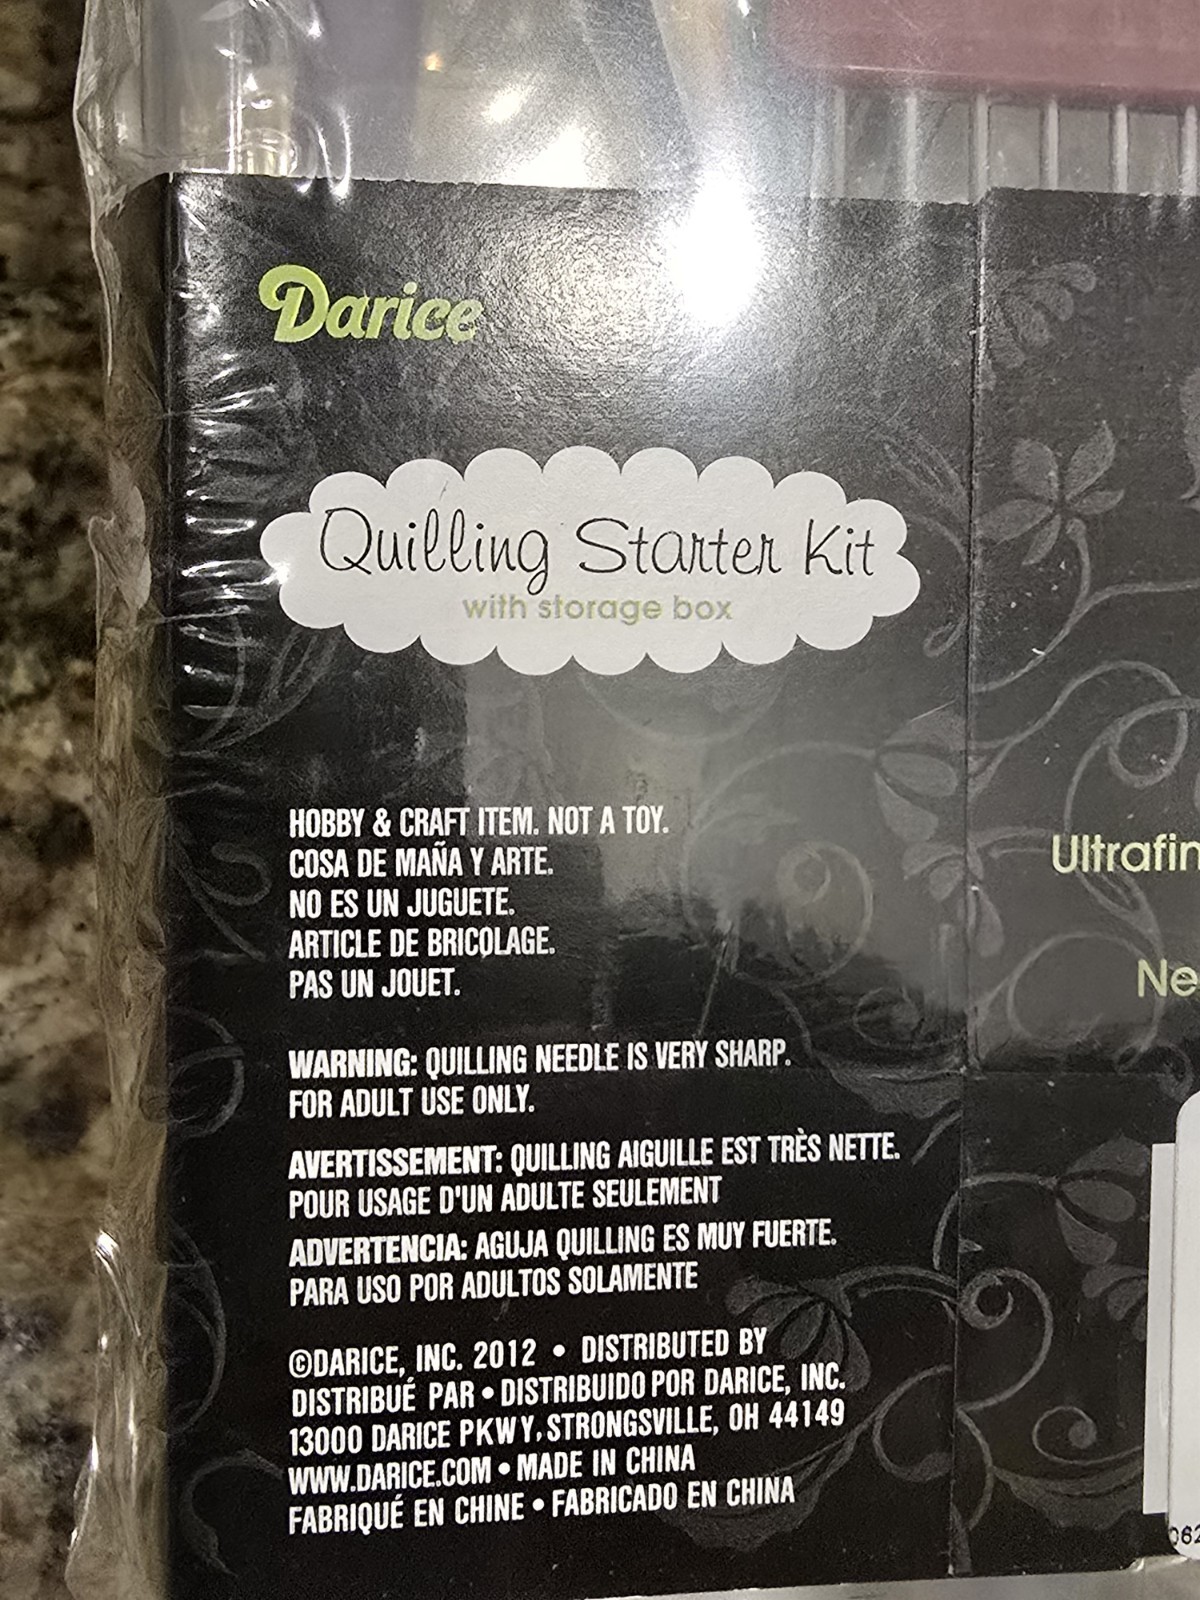 Darice
Quilling Starter Kit
with storage box
HOBBY & CRAFT ITEM. NOT A TOY.
COSA DE MAÑA Y ARTE.
NO ES UN JUGUETE.
ARTICLE DE BRICOLAGE.
PAS UN JOUET.
WARNING: QUILLING NEEDLE IS VERY SHARP.
FOR ADULT USE ONLY.
AVERTISSEMENT: QUILLING AIGUILLE EST TRÈS NETTE.
POUR USAGE D'UN ADULTE SEULEMENT
ADVERTENCIA: AGUJA QUILLING ES MUY FUERTE.
PARA USO POR ADULTOS SOLAMENTE
©DARICE, INC. 2012 • DISTRIBUTED BY
DISTRIBUÉ PAR • DISTRIBUIDO POR DARICE, INC.
13000 DARICE PKWY, STRONGSVILLE, OH 44149
WWW.DARICE.COM • MADE IN CHINA
FABRIQUÉ EN CHINE • FABRICADO EN CHINA